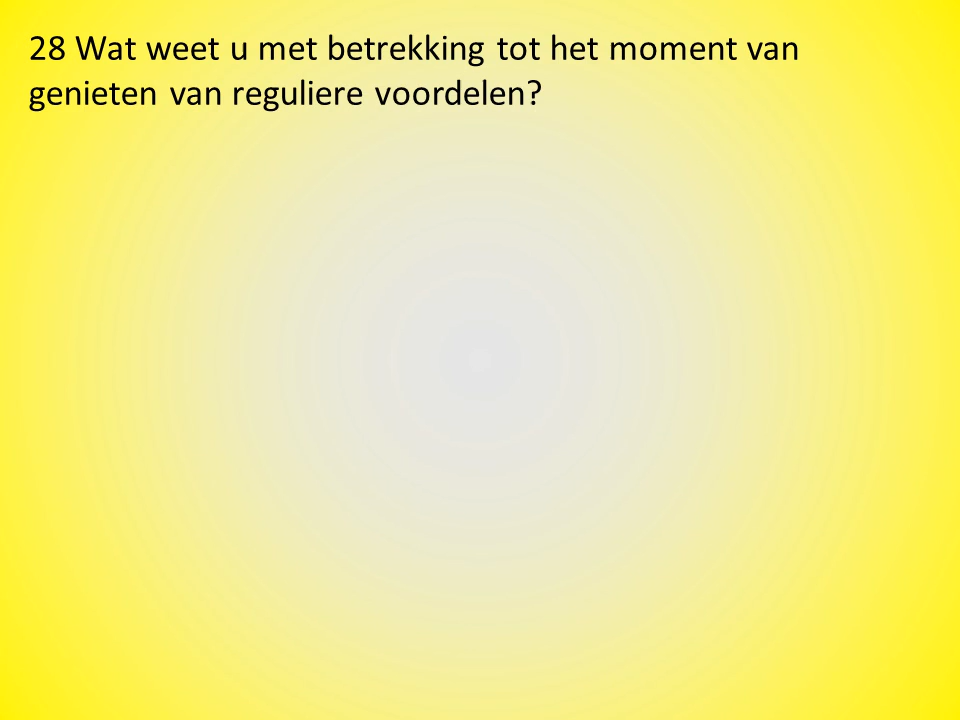 28 Wat weet u met betrekking tot het moment van
genieten van reguliere voordelen?